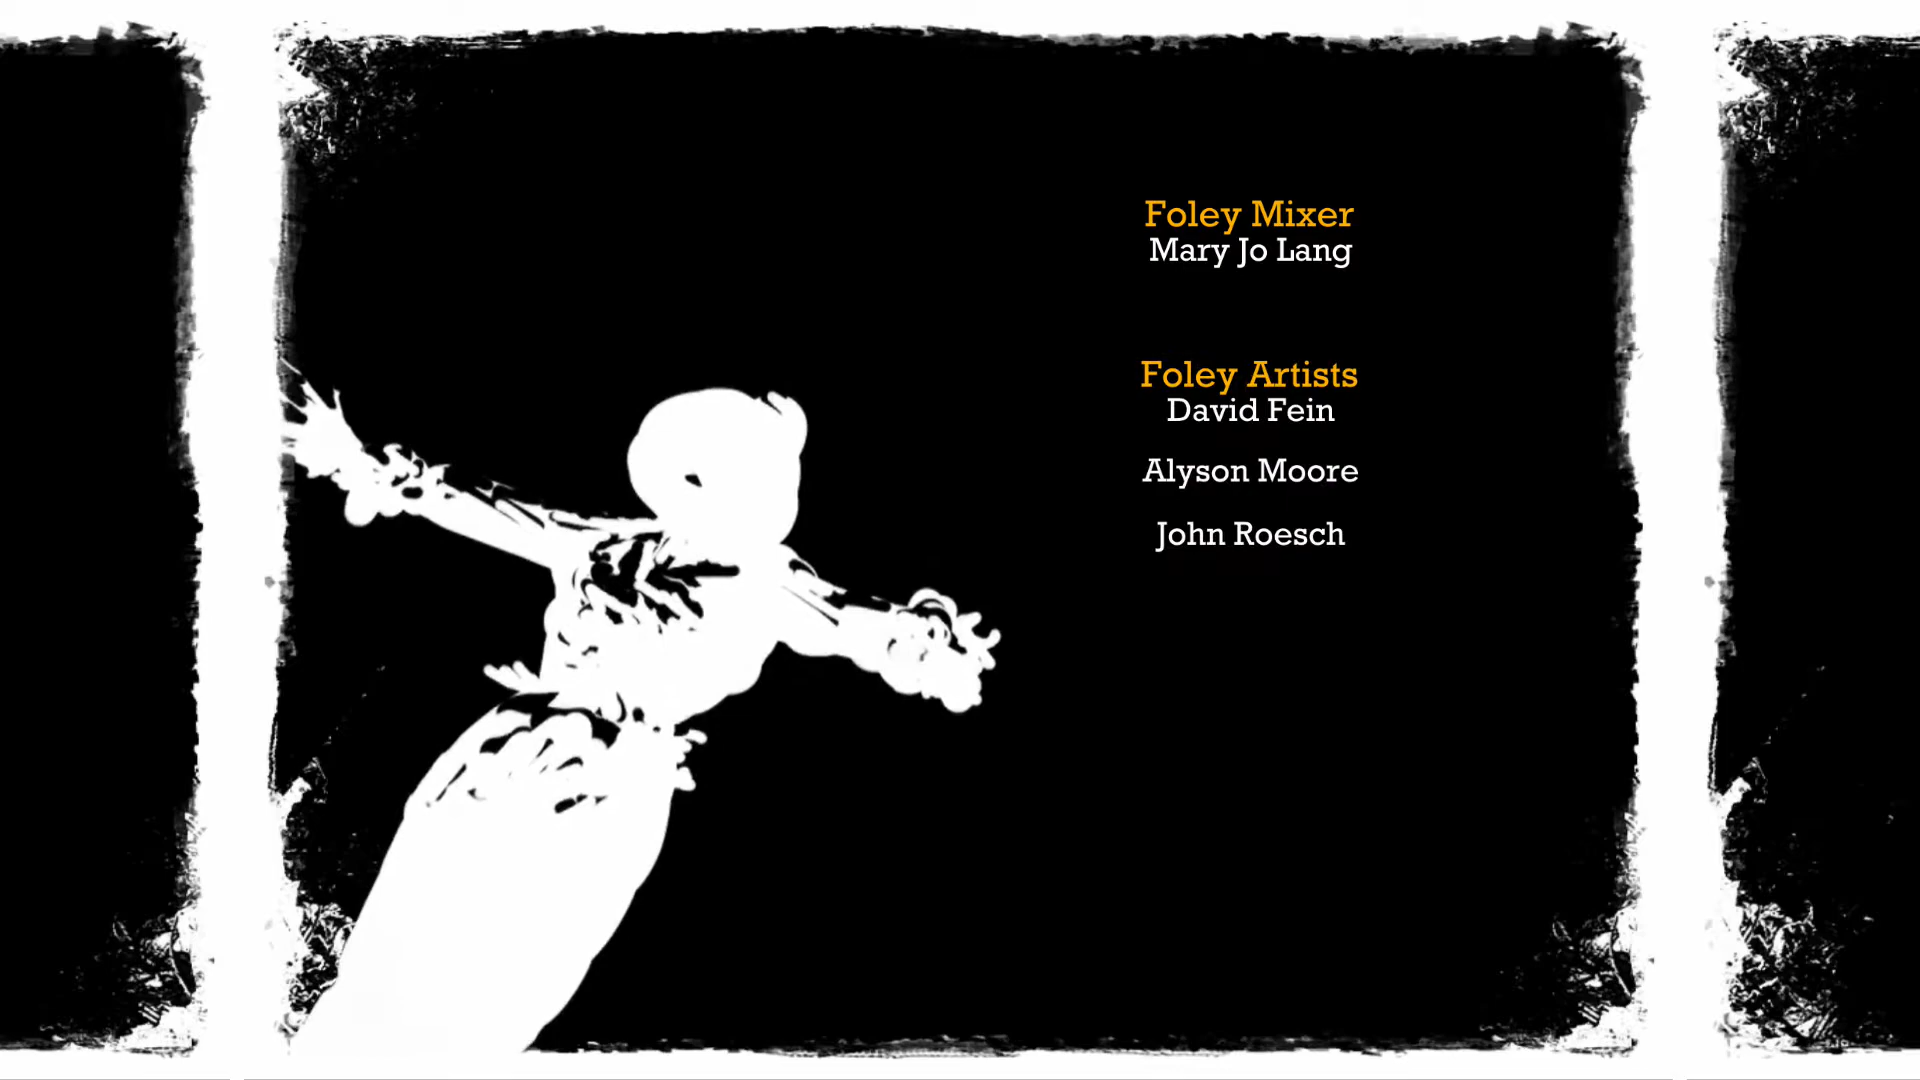 Foley Mixer
Mary Jo Lang
Foley Artists
David Fein
Alyson Moore
John Roesch